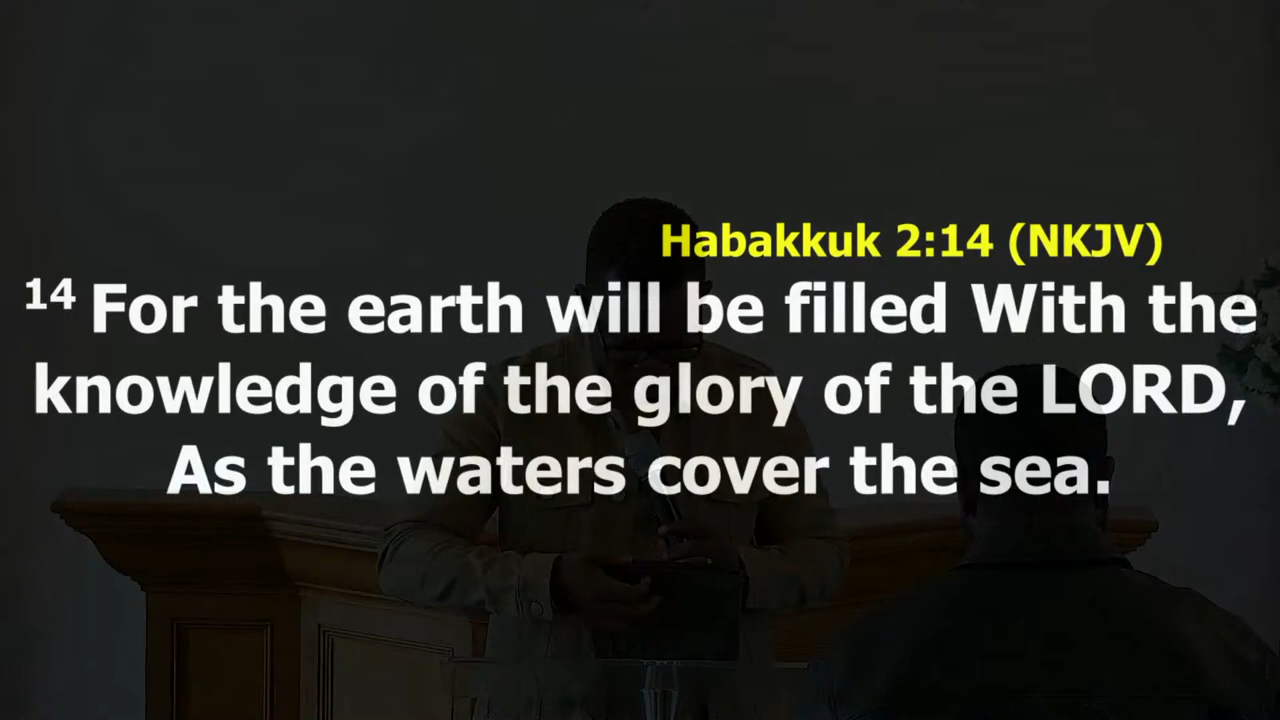 Habakkuk 2:14 (NKJV)
14 For the earth will be filled With the
knowledge of the glory of the LORD,
As the waters cover the sea.